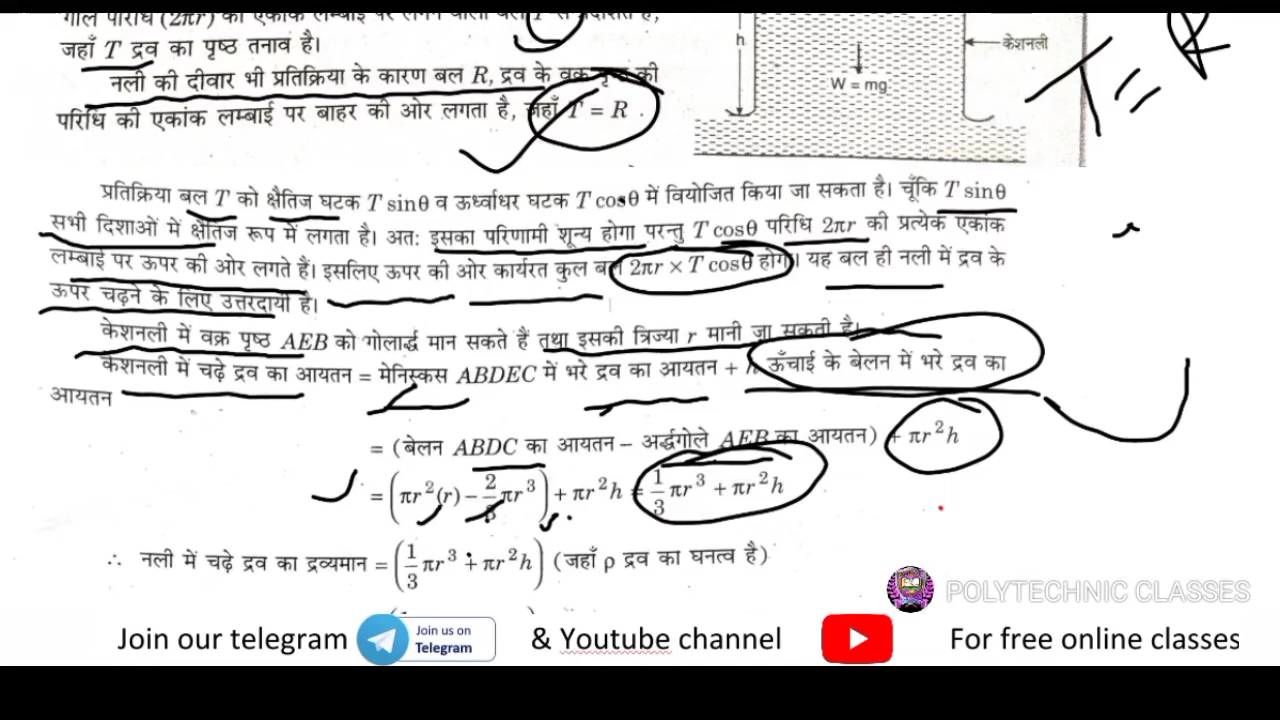 गोल परिधि (2πr) की एकांक लम्बाई पर लगने वाला बल T से प्रदर्शित है,
जहाँ T द्रव का पृष्ठ तनाव है।
नली की दीवार भी प्रतिक्रिया के कारण बल R, द्रव के वक्र पृष्ठ की
परिधि की एकांक लम्बाई पर बाहर की ओर लगता है, जहाँ T = R
h
W = mg
केशनली
T = R
प्रतिक्रिया बल T को क्षैतिज घटक T sinθ व ऊर्ध्वाधर घटक T cosθ में वियोजित किया जा सकता है। चूँकि T sinθ
सभी दिशाओं में क्षैतिज रूप में लगता है। अत: इसका परिणामी शून्य होगा परन्तु T cosθ परिधि 2πr की प्रत्येक एकांक
लम्बाई पर ऊपर की ओर लगते हैं। इसलिए ऊपर की ओर कार्यरत कुल बल 2πr × T cosθ होगा। यह बल ही नली में द्रव के
ऊपर चढ़ने के लिए उत्तरदायी है।
केशनली में वक्र पृष्ठ AEB को गोलार्द्ध मान सकते हैं तथा इसकी त्रिज्या r मानी जा सकती है।
केशनली में चढ़े द्रव का आयतन = मेनिस्कस ABDEC में भरे द्रव का आयतन + h ऊँचाई के बेलन में भरे द्रव का
आयतन
= (बेलन ABDC का आयतन – अर्द्धगोले AEB का आयतन) + πr²h
= (πr²(r) – 2/3 πr³) + πr²h = 1/3 πr³ + πr²h
∴ नली में चढ़े द्रव का द्रव्यमान = (1/3 πr³ + πr²h) (जहाँ ρ द्रव का घनत्व है)
POLYTECHNIC CLASSES
Join our telegram Join us on Telegram & Youtube channel For free online classes